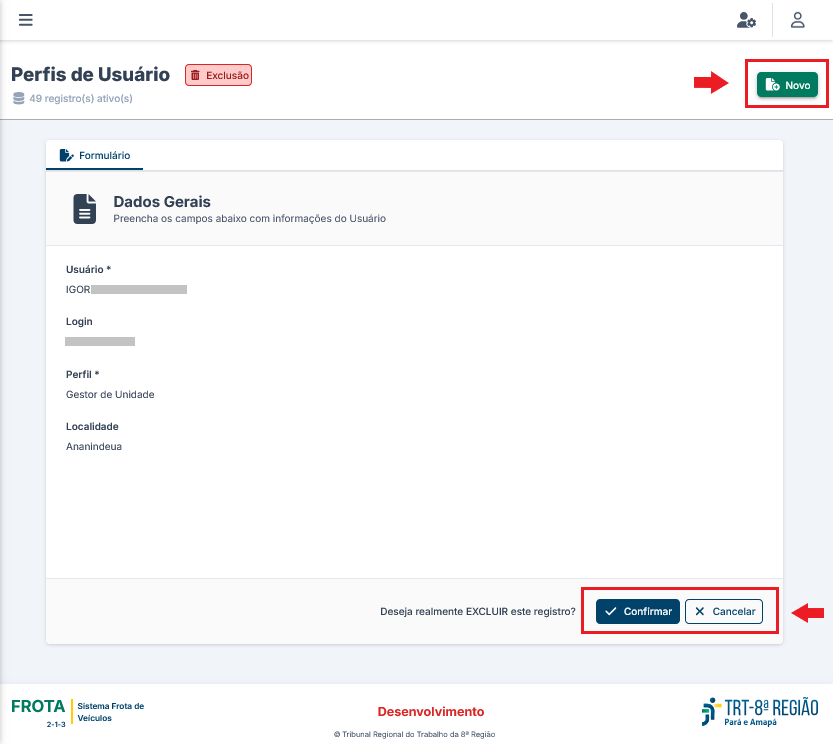 Perfis de Usuário
Exclusão
49 registro(s) ativo(s)
Novo
Formulário
Dados Gerais
Preencha os campos abaixo com informações do Usuário
Usuário *
IGOR
Login
Perfil *
Gestor de Unidade
Localidade
Ananindeua
Deseja realmente EXCLUIR este registro?
Confirmar
Cancelar
FROTA
2-1-3
Sistema Frota de
Veículos
Desenvolvimento
© Tribunal Regional do Trabalho da 8ª Região
TRT-8ª REGIÃO
Pará e Amapá